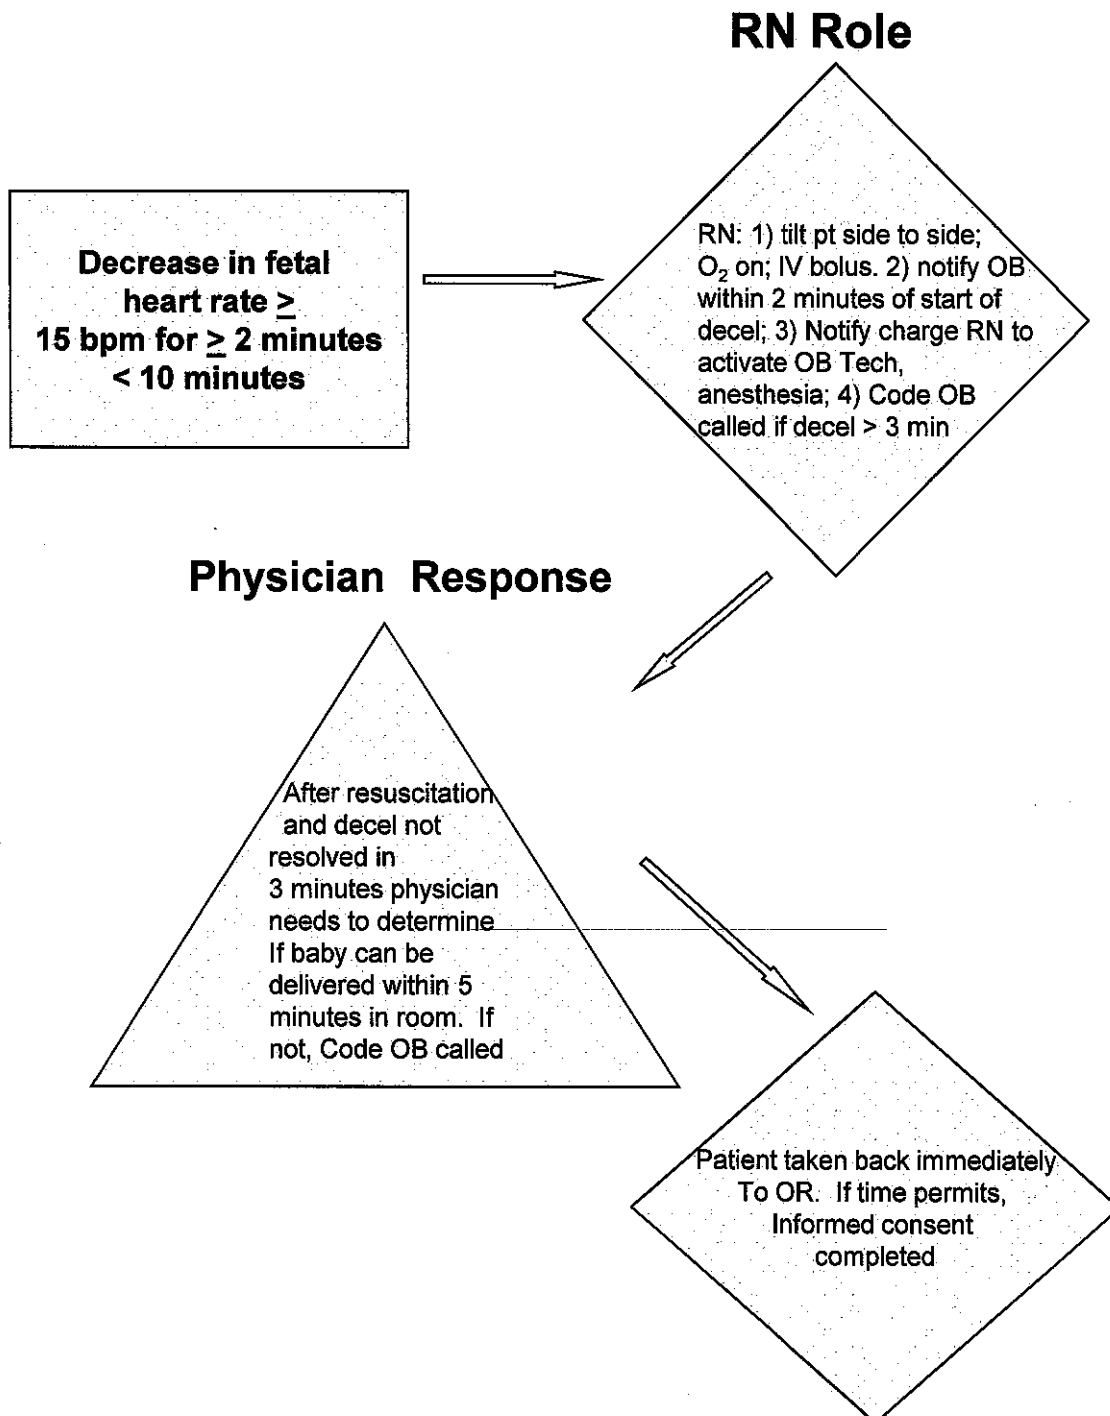 RN Role
Decrease in fetal
heart rate ≥
15 bpm for ≥ 2 minutes
< 10 minutes
RN: 1) tilt pt side to side;
O₂ on; IV bolus. 2) notify OB
within 2 minutes of start of
decel; 3) Notify charge RN to
activate OB Tech,
anesthesia; 4) Code OB
called if decel > 3 min
Physician Response
After resuscitation
and decel not
resolved in
3 minutes physician
needs to determine
If baby can be
delivered within 5
minutes in room. If
not, Code OB called
Patient taken back immediately
To OR. If time permits,
Informed consent
completed